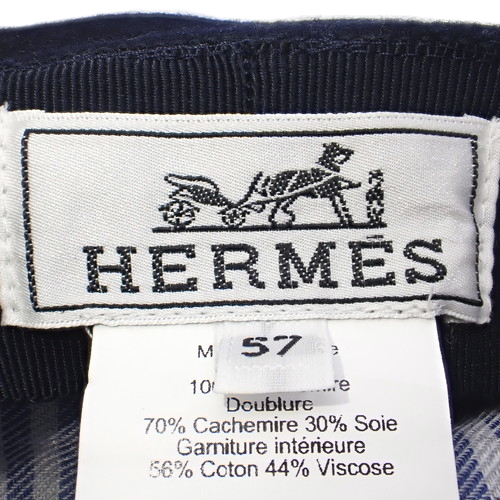 HERMÈS
57
Doublure
70% Cachemire 30% Soie
Garniture intérieure
56% Coton 44% Viscose